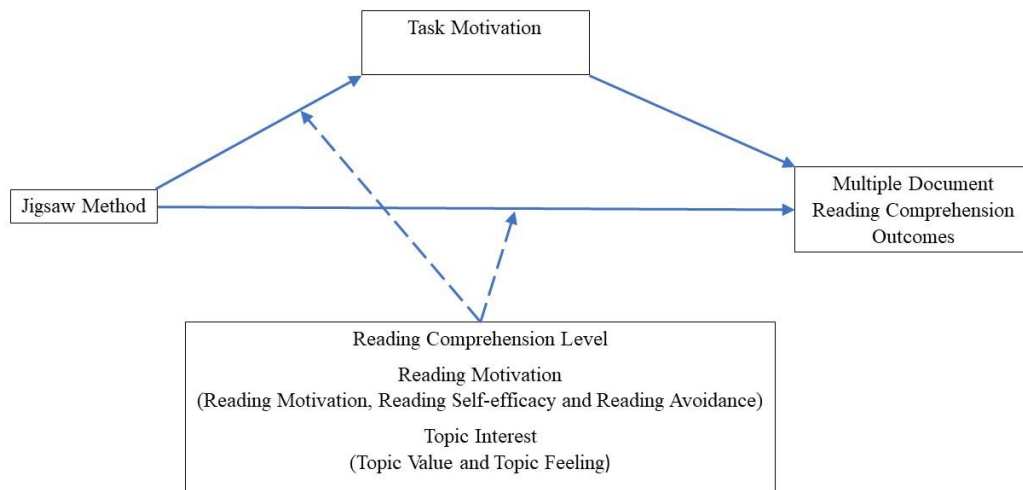 Task Motivation
Jigsaw Method
Multiple Document
Reading Comprehension
Outcomes
Reading Comprehension Level
Reading Motivation
(Reading Motivation, Reading Self-efficacy and Reading Avoidance)
Topic Interest
(Topic Value and Topic Feeling)